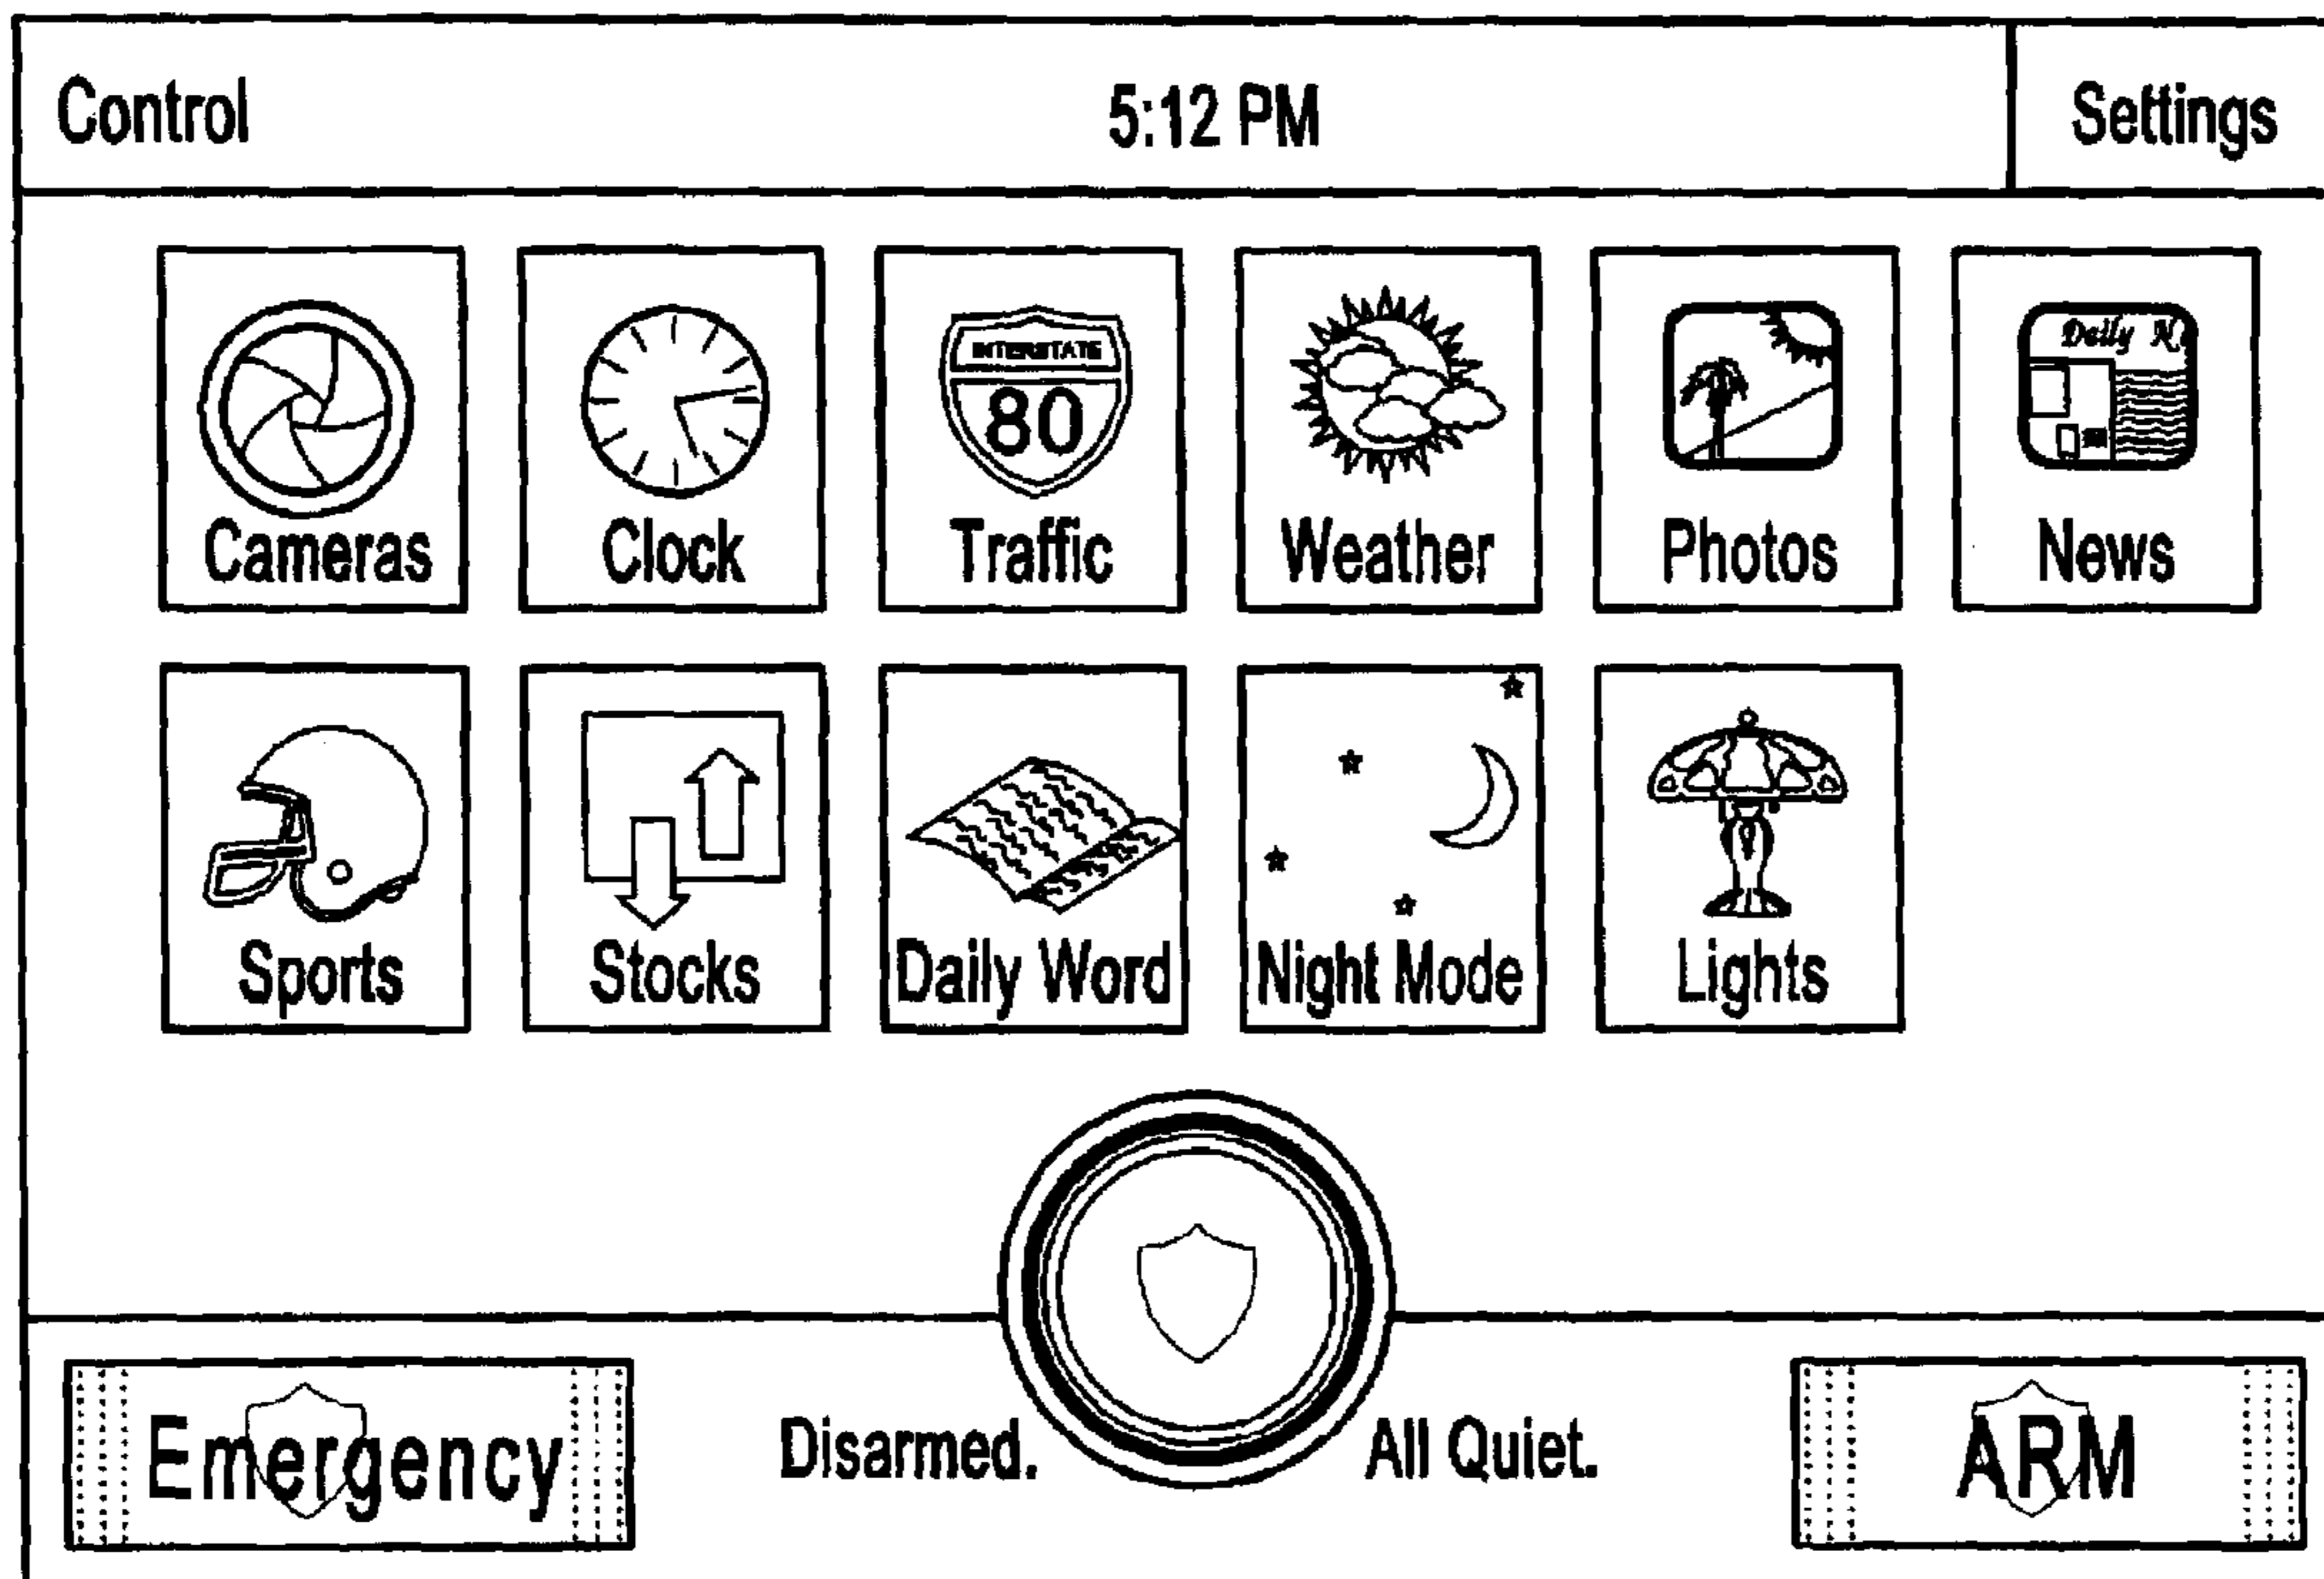 Control 5:12 PM Settings
INTERSTATE
80
Daily
Cameras Clock Traffic Weather Photos News
Sports Stocks Daily Word Night Mode Lights
Emergency Disarmed. All Quiet. ARM